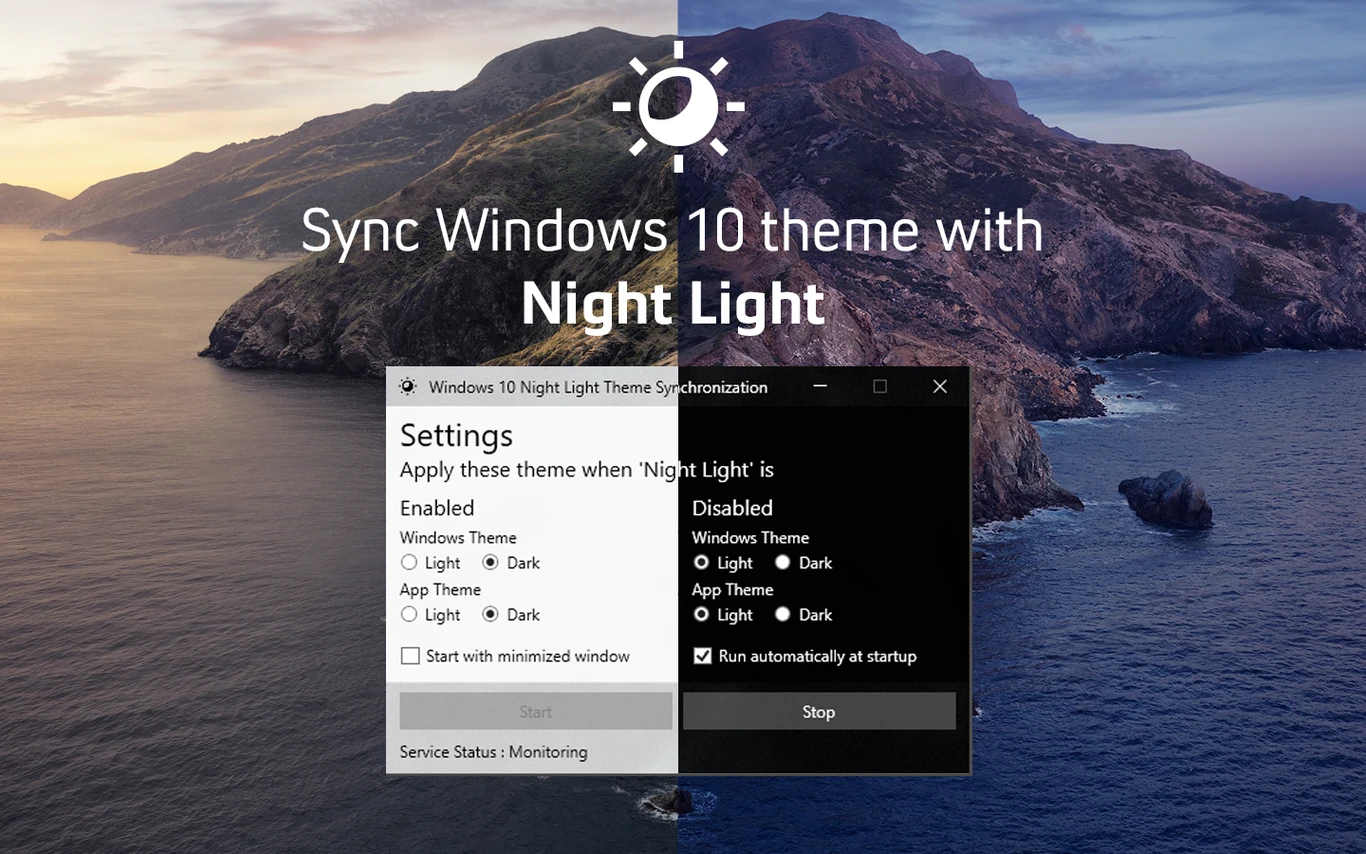 Sync Windows 10 theme with
Night Light
Windows 10 Night Light Theme Synchronization
Settings
Apply these theme when 'Night Light' is
Enabled
Windows Theme
Light Dark
App Theme
Light Dark
Disabled
Windows Theme
Light Dark
App Theme
Light Dark
Start with minimized window
Run automatically at startup
Start
Stop
Service Status : Monitoring